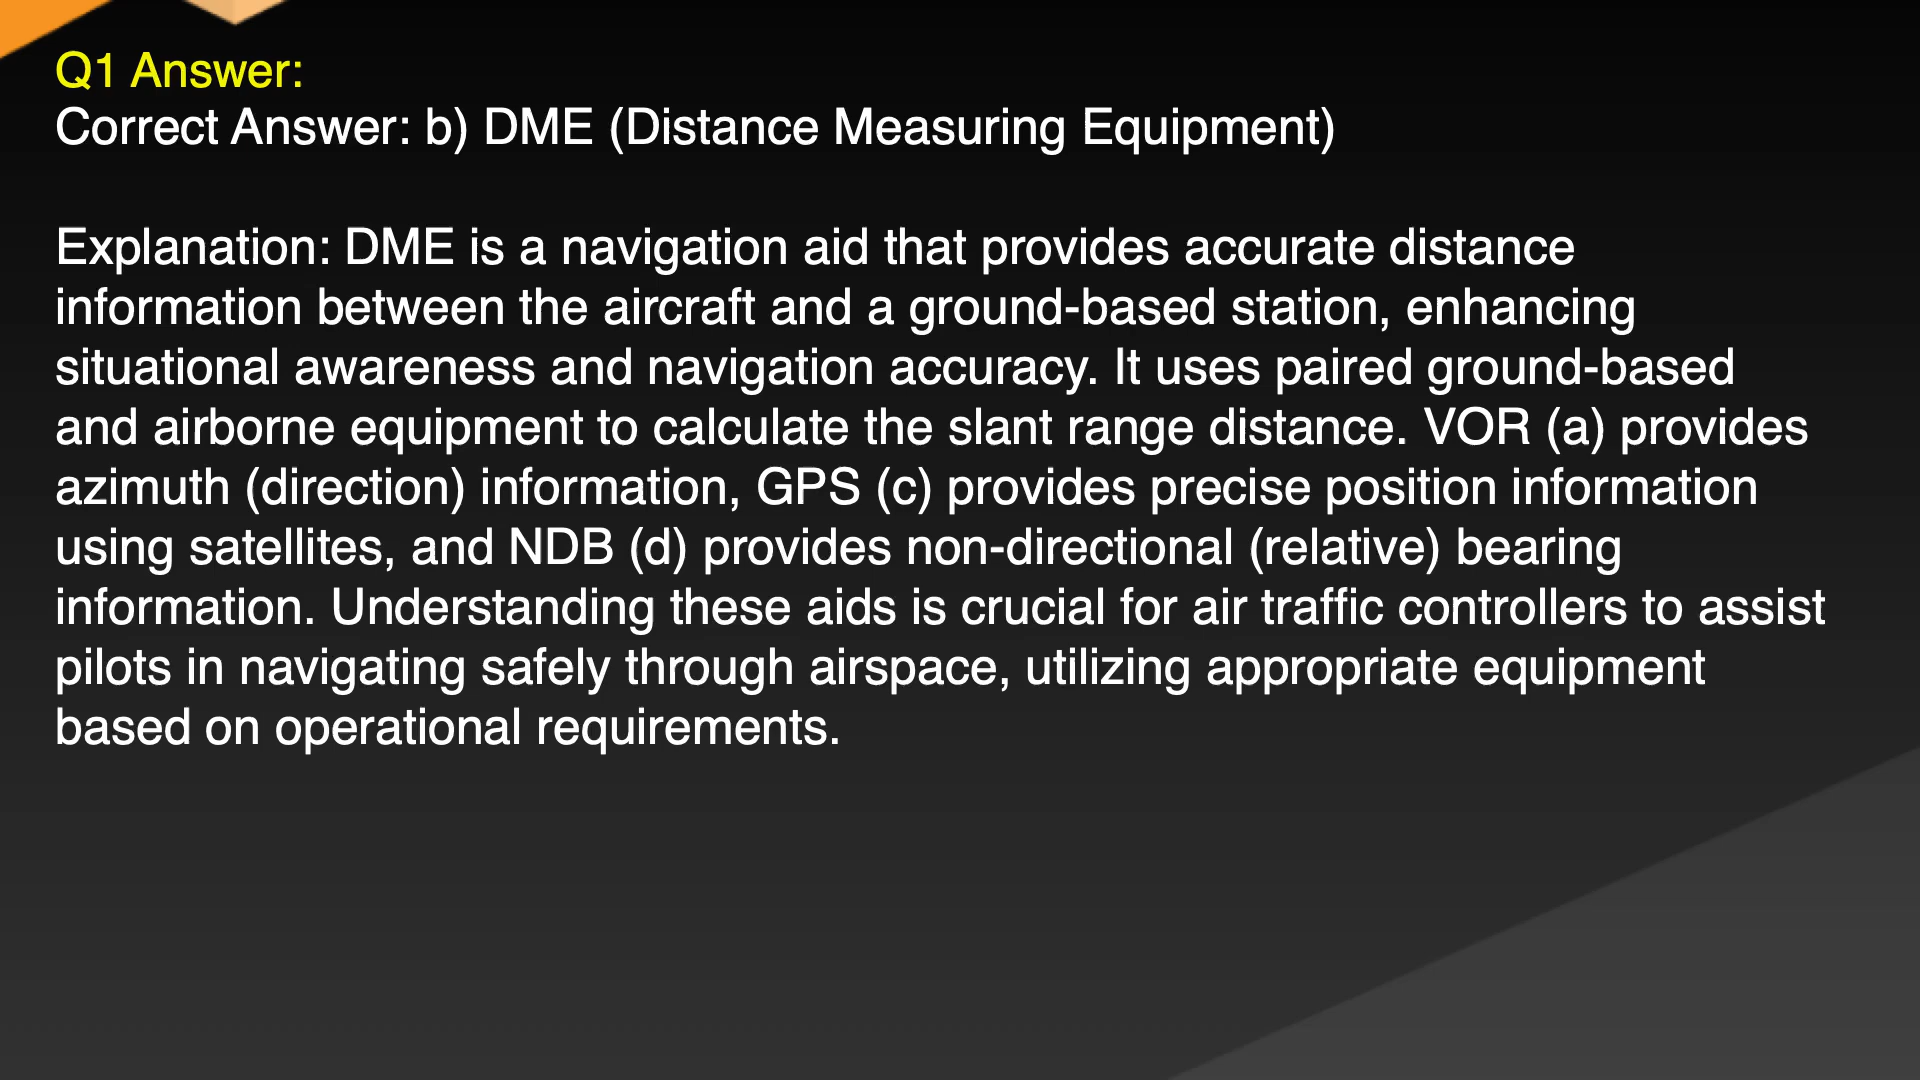 Q1 Answer:
Correct Answer: b) DME (Distance Measuring Equipment)
Explanation: DME is a navigation aid that provides accurate distance
information between the aircraft and a ground-based station, enhancing
situational awareness and navigation accuracy. It uses paired ground-based
and airborne equipment to calculate the slant range distance. VOR (a) provides
azimuth (direction) information, GPS (c) provides precise position information
using satellites, and NDB (d) provides non-directional (relative) bearing
information. Understanding these aids is crucial for air traffic controllers to assist
pilots in navigating safely through airspace, utilizing appropriate equipment
based on operational requirements.